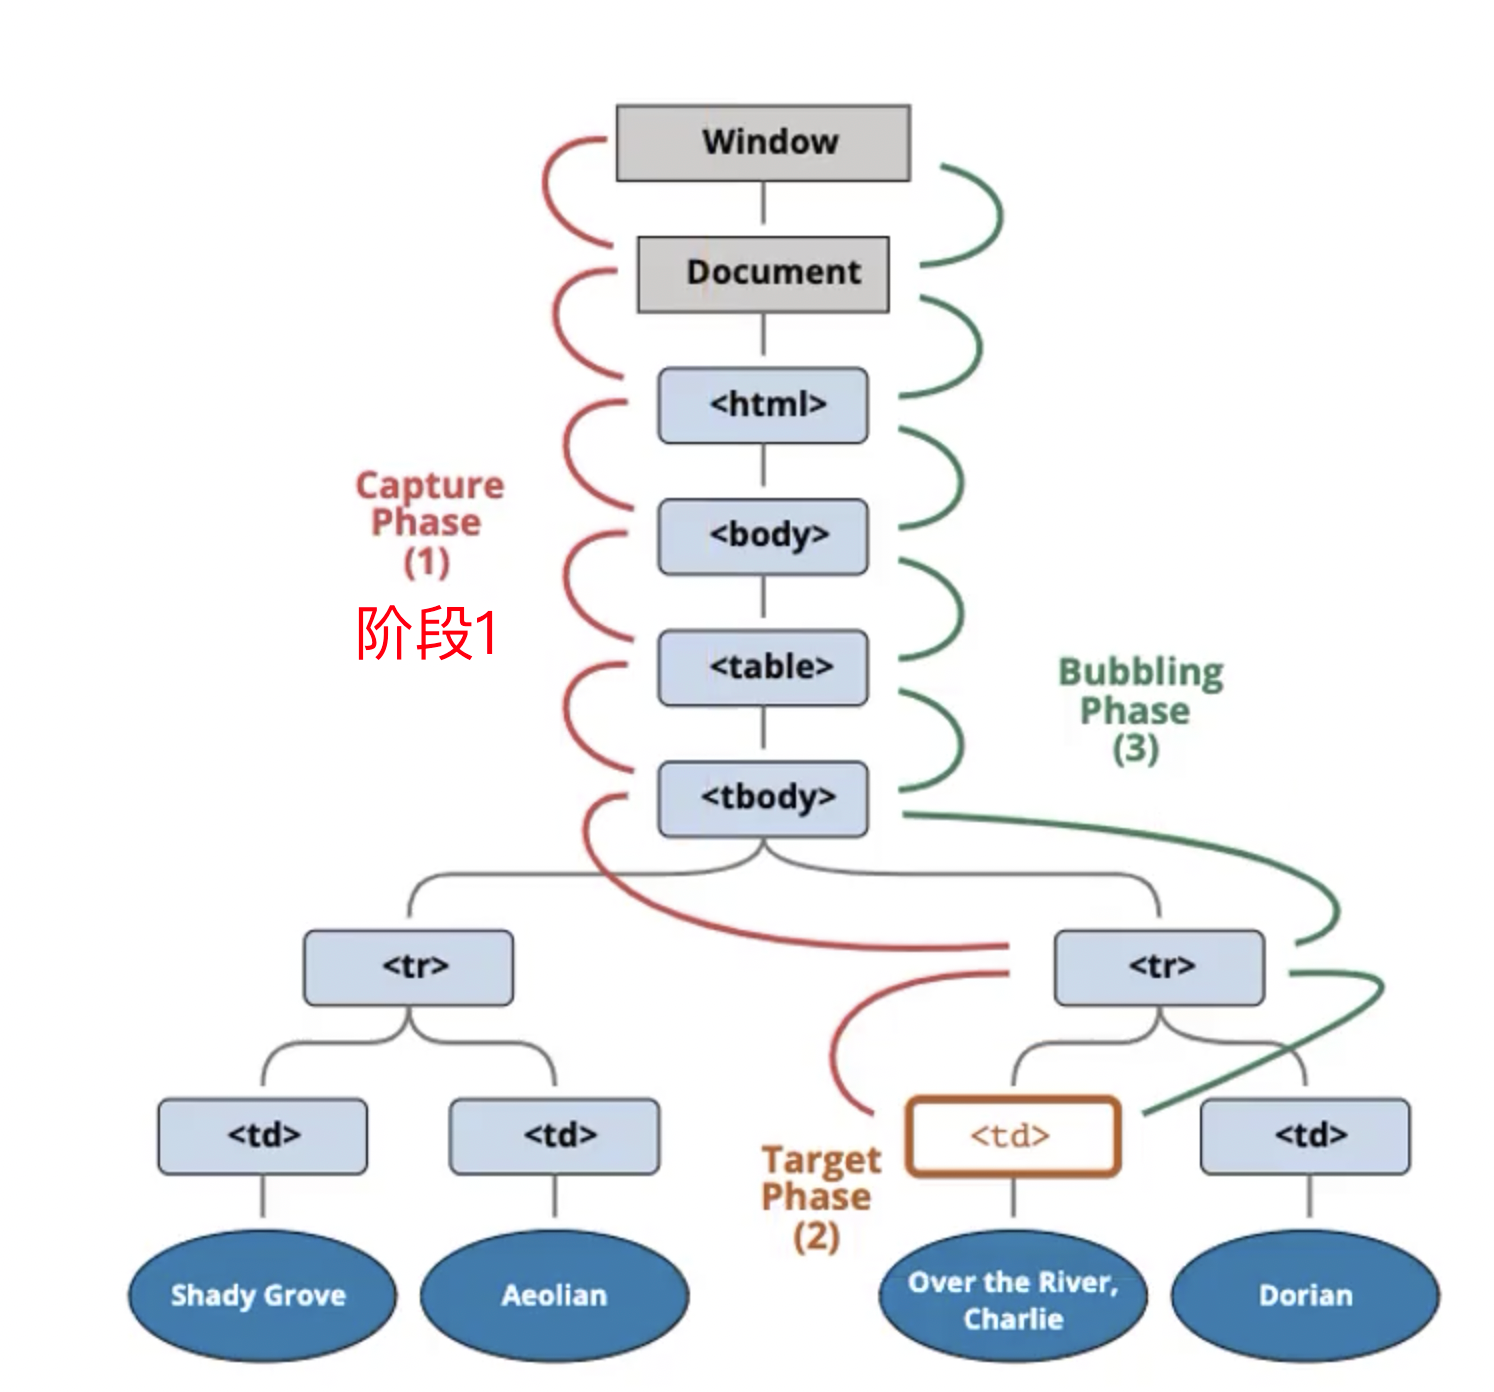 Window
Document
<html>
Capture
Phase
(1)
<body>
阶段1
<table>
Bubbling
Phase
(3)
<tbody>
<tr>
<tr>
<td>
<td>
<td>
<td>
Target
Phase
(2)
Shady Grove
Aeolian
Over the River,
Charlie
Dorian